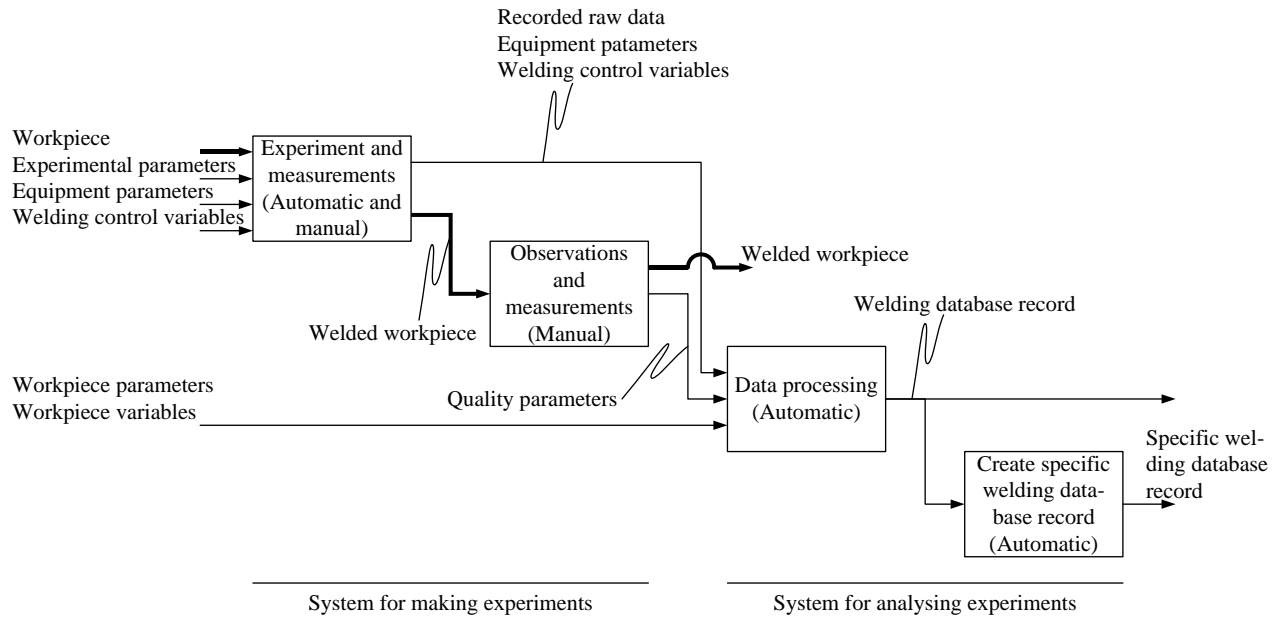 Recorded raw data
Equipment patameters
Welding control variables
Workpiece
Experimental parameters
Equipment parameters
Welding control variables
Experiment and
measurements
(Automatic and
manual)
Observations
and
measurements
(Manual)
Welded workpiece
Welded workpiece
Welding database record
Workpiece parameters
Workpiece variables
Quality parameters
Data processing
(Automatic)
Specific wel-
ding database
record
Create specific
welding data-
base record
(Automatic)
System for making experiments
System for analysing experiments